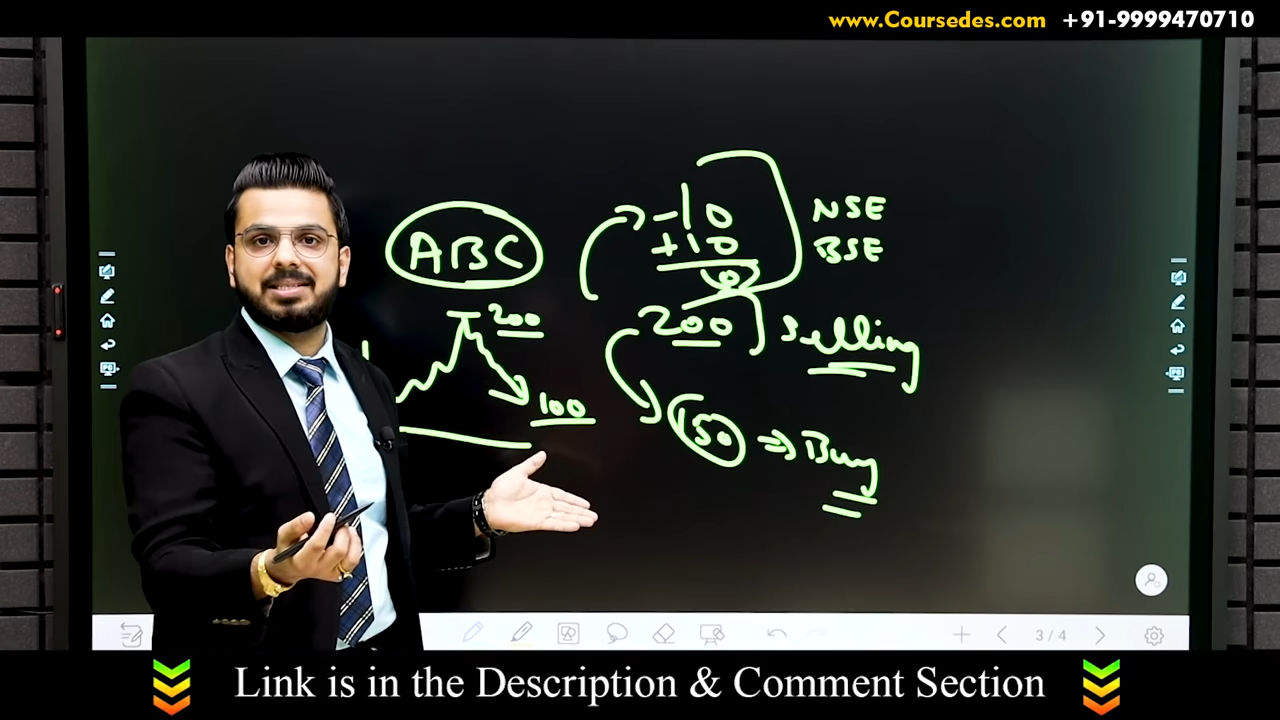 www.Coursedes.com +91-9999470710
ABC
200
100
-10
+10
0
NSE
BSE
200
Selling
150 → Buy
3 / 4
Link is in the Description & Comment Section